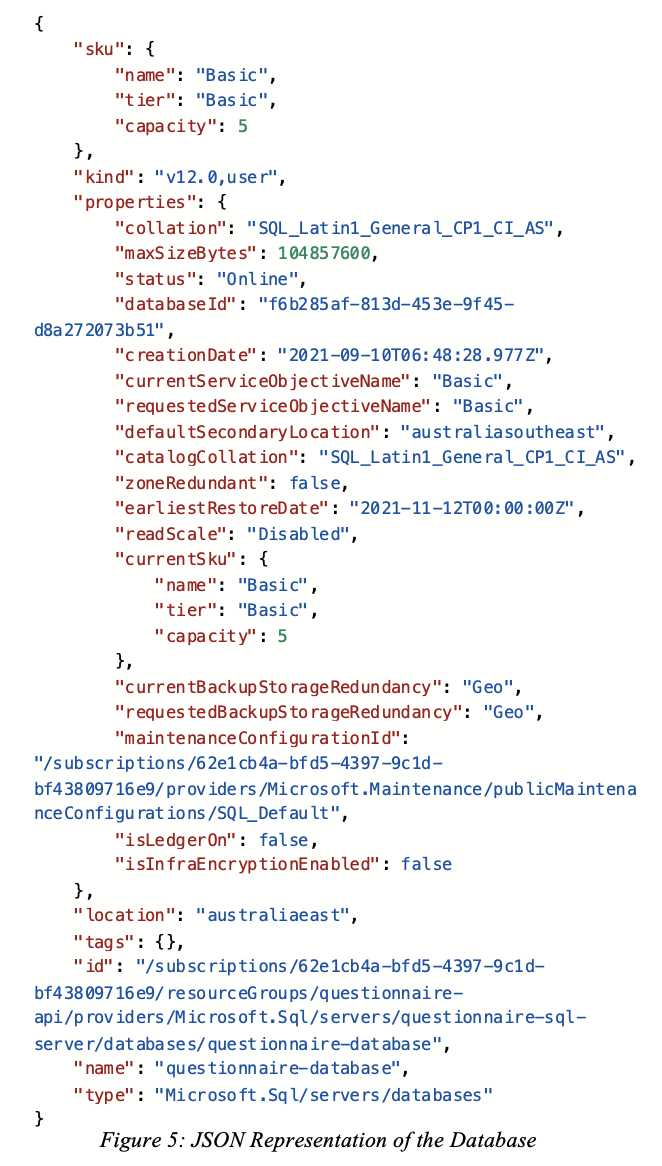 {
"sku": {
"name": "Basic",
"tier": "Basic",
"capacity": 5
},
"kind": "v12.0,user",
"properties": {
"collation": "SQL_Latin1_General_CP1_CI_AS",
"maxSizeBytes": 104857600,
"status": "Online",
"databaseId": "f6b285af-813d-453e-9f45-
d8a272073b51",
"creationDate": "2021-09-10T06:48:28.977Z",
"currentServiceObjectiveName": "Basic",
"requestedServiceObjectiveName": "Basic",
"defaultSecondaryLocation": "australiasoutheast",
"catalogCollation": "SQL_Latin1_General_CP1_CI_AS",
"zoneRedundant": false,
"earliestRestoreDate": "2021-11-12T00:00:00Z",
"readScale": "Disabled",
"currentSku": {
"name": "Basic",
"tier": "Basic",
"capacity": 5
},
"currentBackupStorageRedundancy": "Geo",
"requestedBackupStorageRedundancy": "Geo",
"maintenanceConfigurationId":
"/subscriptions/62e1cb4a-bfd5-4397-9c1d-
bf43809716e9/providers/Microsoft.Maintenance/publicMaintena
nceConfigurations/SQL_Default",
"isLedgerOn": false,
"isInfraEncryptionEnabled": false
},
"location": "australiaeast",
"tags": {},
"id": "/subscriptions/62e1cb4a-bfd5-4397-9c1d-
bf43809716e9/resourceGroups/questionnaire-
api/providers/Microsoft.Sql/servers/questionnaire-sql-
server/databases/questionnaire-database",
"name": "questionnaire-database",
"type": "Microsoft.Sql/servers/databases"
}
Figure 5: JSON Representation of the Database